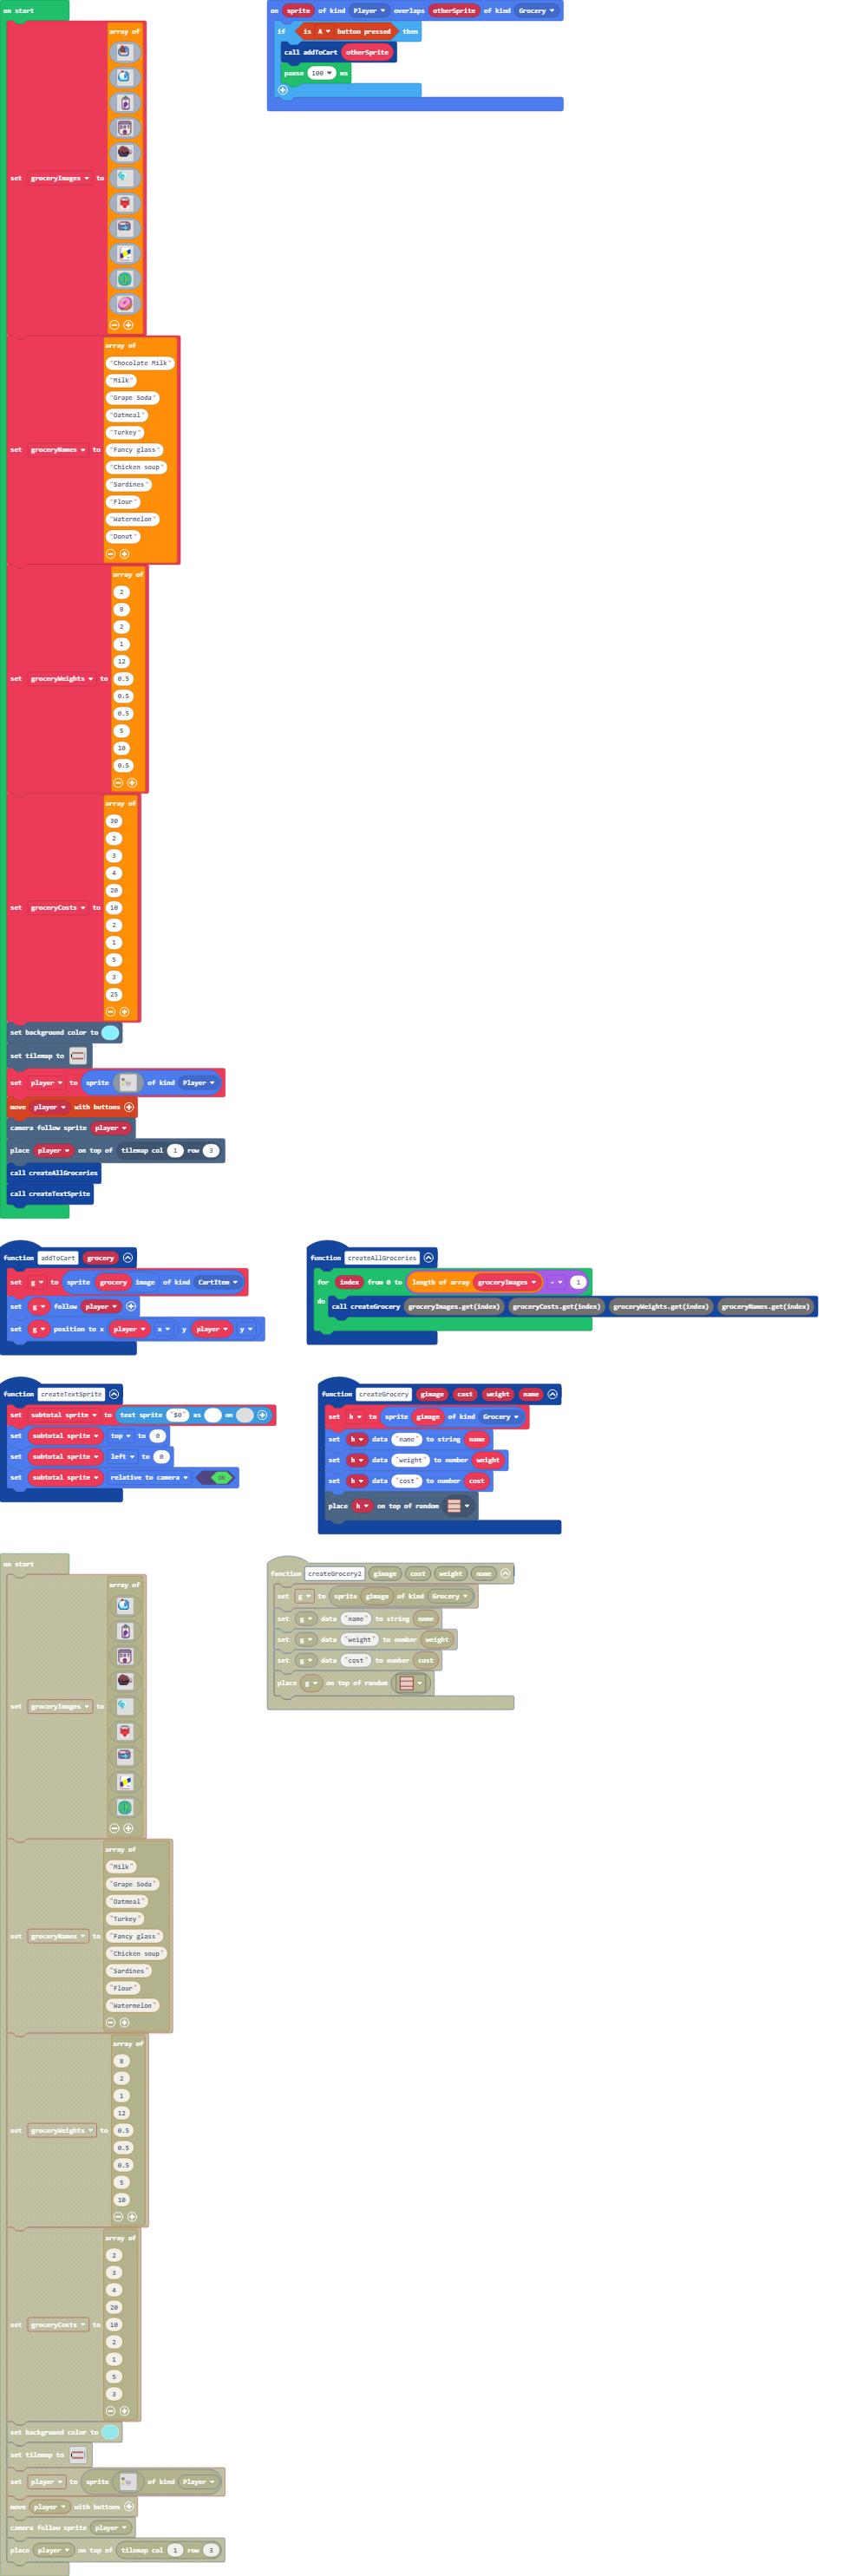 on start
array of
set groceryImages to
array of
"Chocolate Milk"
"Milk"
"Grape Soda"
"Oatmeal"
"Turkey"
set groceryNames to "Fancy glass"
"Chicken soup"
"Sardines"
"Flour"
"Watermelon"
"Donut"
array of
2
8
2
1
12
set groceryWeights to 0.5
0.5
0.5
5
10
0.5
array of
30
2
3
4
20
set groceryCosts to 10
2
1
5
3
25
set background color to
set tilemap to
set player to sprite of kind Player
move player with buttons
camera follow sprite player
place player on top of tilemap col 1 row 3
call createAllGroceries
call createTextSprite
on sprite of kind Player overlaps otherSprite of kind Grocery
if is A button pressed then
call addToCart otherSprite
pause 100 ms
function addToCart grocery
set g to sprite grocery image of kind CartItem
set g follow player
set g position to x player x y player y
function createAllGroceries
for index from 0 to length of array groceryImages - 1
do call createGrocery groceryImages.get(index) groceryCosts.get(index) groceryWeights.get(index) groceryNames.get(index)
function createTextSprite
set subtotal sprite to text sprite "$0" as on
set subtotal sprite top to 0
set subtotal sprite left to 0
set subtotal sprite relative to camera ON
function createGrocery gimage cost weight name
set h to sprite gimage of kind Grocery
set h data "name" to string name
set h data "weight" to number weight
set h data "cost" to number cost
place h on top of random
on start
array of
set groceryImages to
array of
"Milk"
"Grape Soda"
"Oatmeal"
"Turkey"
set groceryNames to "Fancy glass"
"Chicken soup"
"Sardines"
"Flour"
"Watermelon"
array of
8
2
1
12
set groceryWeights to 0.5
0.5
0.5
5
10
array of
2
3
4
20
set groceryCosts to 10
2
1
5
3
set background color to
set tilemap to
set player to sprite of kind Player
move player with buttons
camera follow sprite player
place player on top of tilemap col 1 row 3
function createGrocery2 gimage cost weight name
set g to sprite gimage of kind Grocery
set g data "name" to string name
set g data "weight" to number weight
set g data "cost" to number cost
place g on top of random